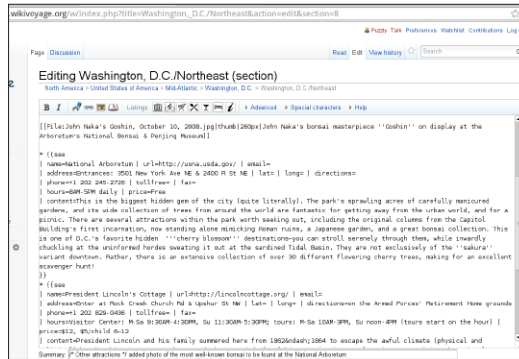 .wikivoyage.org/w/index.php?title=Washington,_D.C./Northeast&action=edit&section=8
Puzzly Talk Preferences Watchlist Contributions Log
Page Discussion Read Edit View history Search
Editing Washington, D.C./Northeast (section)
North America > United States of America > Mid-Atlantic > Washington, D.C. > Washington, D.C./Northeast
B I Listings Advanced Special characters Help
[[File:John Naka's Goshin, October 10, 2008.jpg|thumb|260px|John Naka's bonsai masterpiece ''Goshin'' on display at the
Arboretum's National Bonsai & Penjing Museum]]
* {{see
| name=National Arboretum | url=http://usna.usda.gov/ | email=
| address=Entrances: 3501 New York Ave NE & 2400 R St NE | lat= | long= | directions=
| phone=+1 202 245-2726 | tollfree= | fax=
| hours=8AM-5PM daily | price=Free
| content=This is the biggest hidden gem of the city (quite literally). The park's sprawling acres of carefully manicured
gardens, and its wide collection of trees from around the world are fantastic for getting away from the urban world, and for a
picnic. There are several attractions within the park worth seeking out, including the original columns from the Capitol
Building's first incarnation, now standing alone mimicking Roman ruins, a Japanese garden, and a great bonsai collection. This
is one of D.C.'s favorite hidden '''cherry blossom''' destinations—you can stroll serenely through them, while inwardly
chuckling at the uninformed hordes sweating it out at the sardined Tidal Basin. They are not exclusively of the ''sakura''
variant downtown. Rather, there is an extensive collection of over 30 different flowering cherry trees, making for an excellent
scavenger hunt!
}}
* {{see
| name=President Lincoln's Cottage | url=http://lincolncottage.org/ | email=
| address=Enter at Rock Creek Church Rd & Upshur St NW | lat= | long= | directions=on the Armed Forces' Retirement Home grounds
| phone=+1 202 829-0436 | tollfree= | fax=
| hours=Visitor Center: M-Sa 9:30AM-4:30PM, Su 11:30AM-5:30PM; tours: M-Sa 10AM-3PM, Su noon-4PM (tours start on the hour) |
price=$12, $5/child 6-12
| content=President Lincoln and his family summered here from 1862&ndash;1864 to escape the awful climate (physical and
Summary: /* Other attractions */ added photo of the most well-known bonsai to be found at the National Arboretum